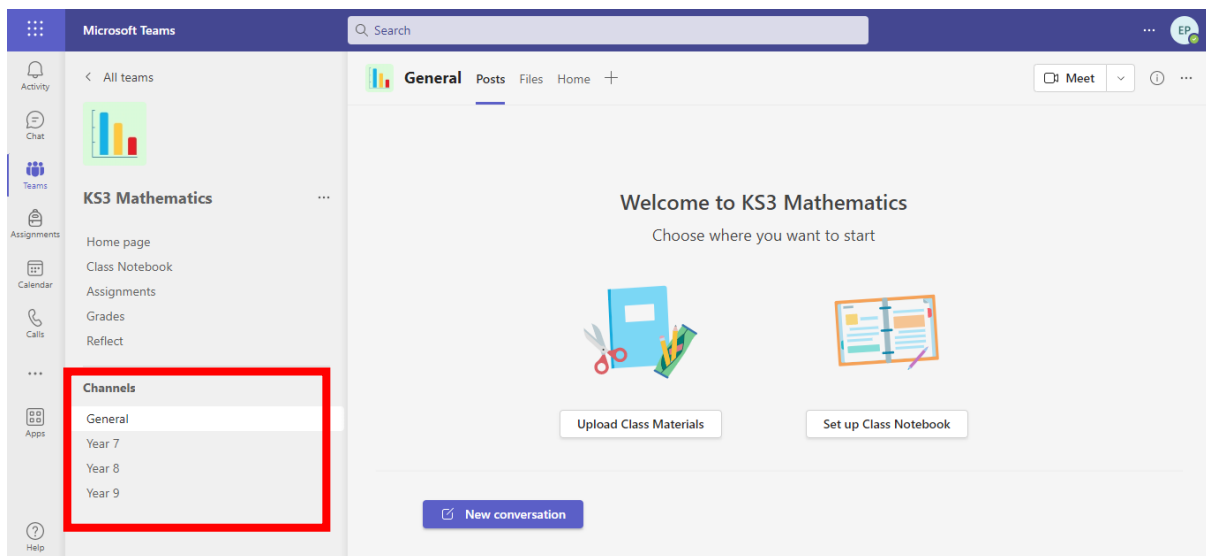 Microsoft Teams
Search
EP
Activity
Chat
Teams
Assignments
Calendar
Calls
Apps
Help
All teams
KS3 Mathematics
Home page
Class Notebook
Assignments
Grades
Reflect
Channels
General
Year 7
Year 8
Year 9
General Posts Files Home
Meet
Welcome to KS3 Mathematics
Choose where you want to start
Upload Class Materials
Set up Class Notebook
New conversation